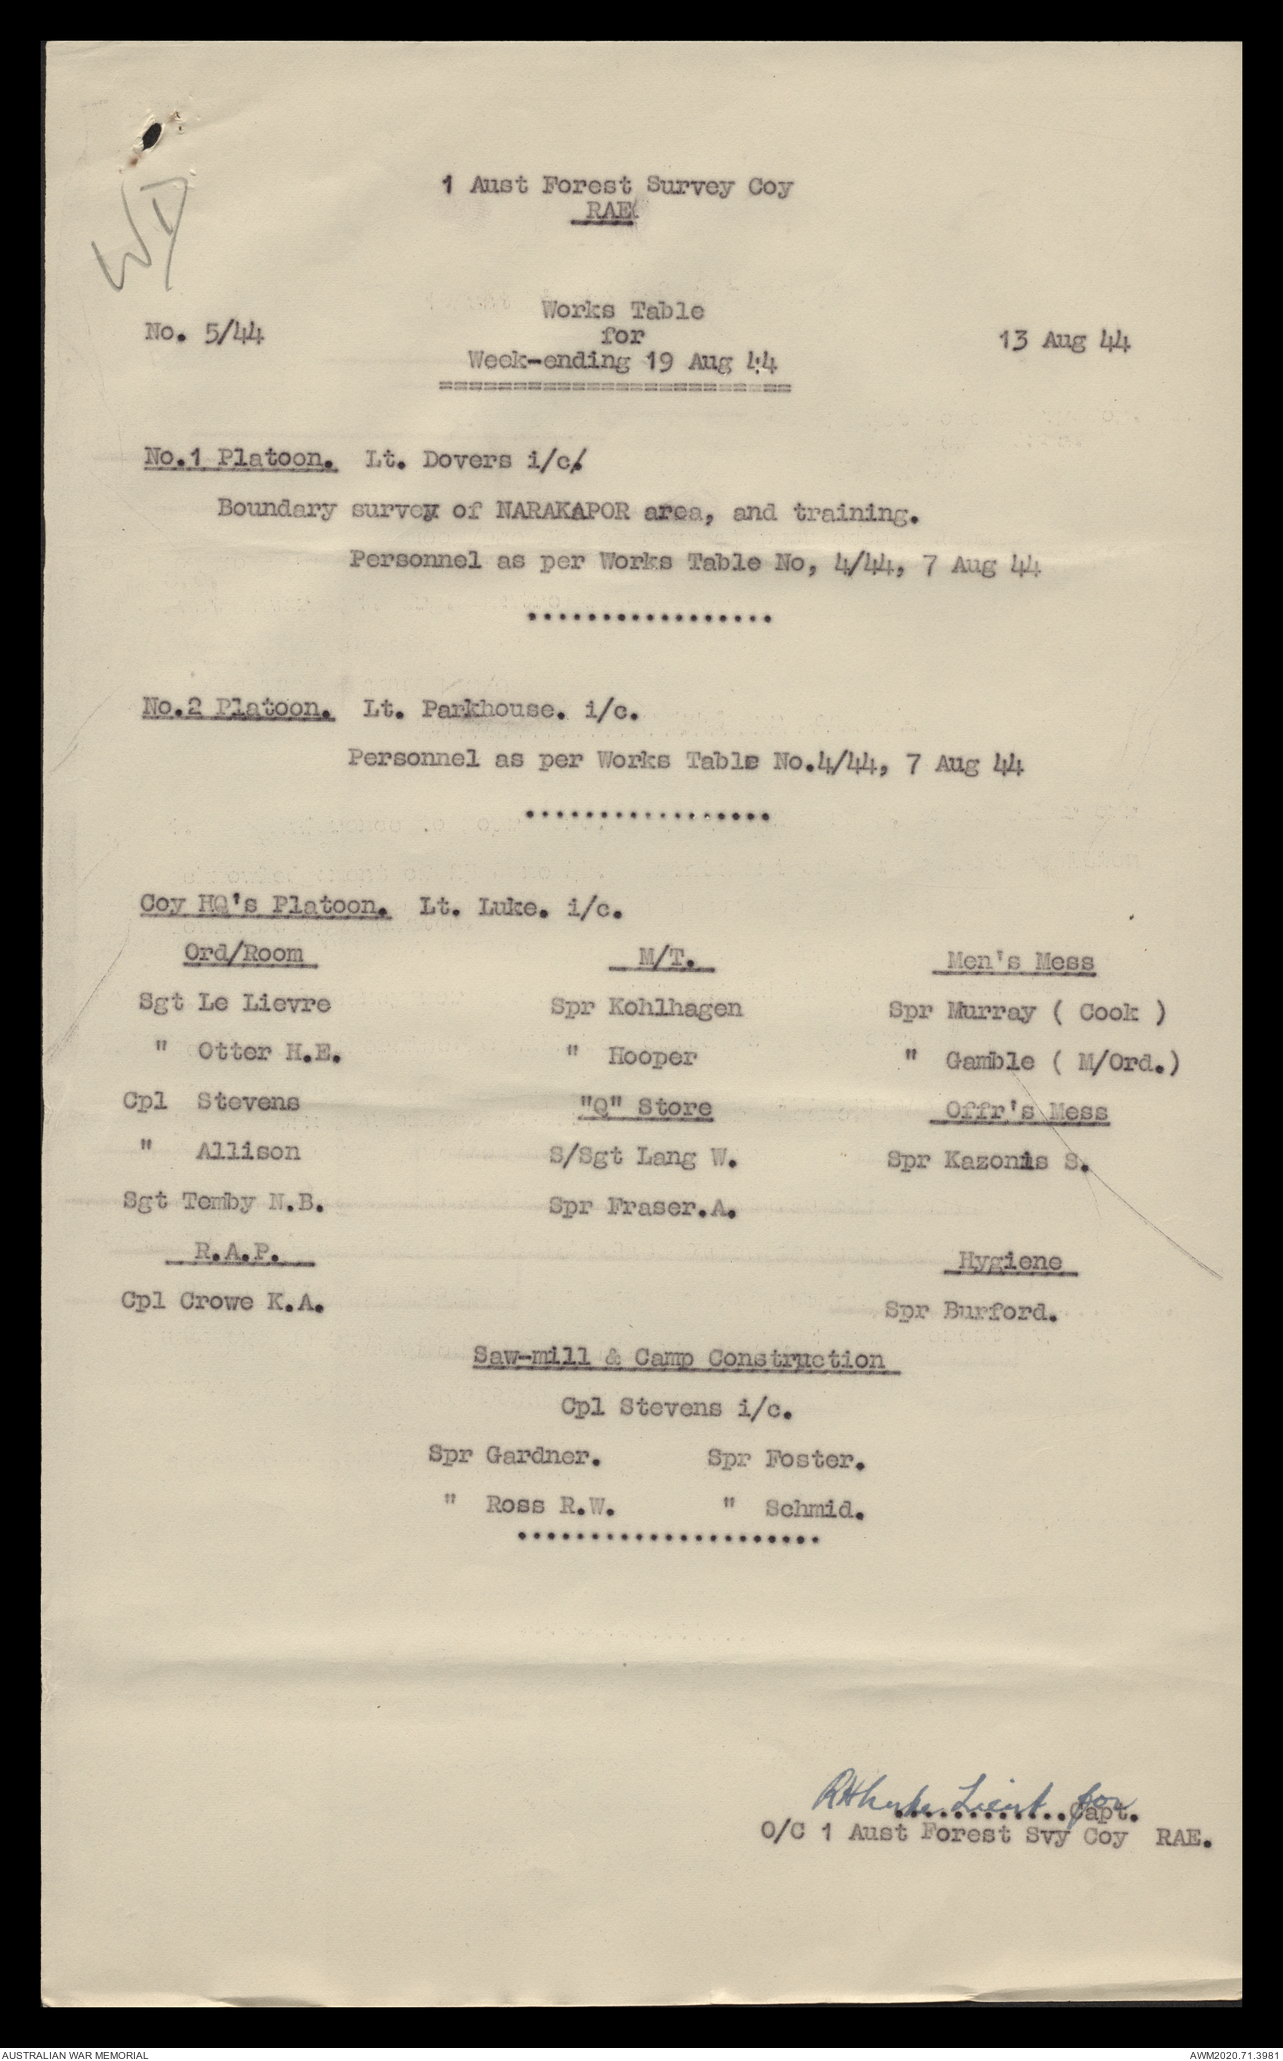 WD
1 Aust Forest Survey Coy
RAE
No. 5/44
Works Table
for
Week-ending 19 Aug 44
13 Aug 44
=========================
No.1 Platoon. Lt. Dovers i/c.
Boundary survey of NARAKAPOR area, and training.
Personnel as per Works Table No, 4/44, 7 Aug 44
.................
No.2 Platoon. Lt. Parkhouse. i/c.
Personnel as per Works Table No.4/44, 7 Aug 44
.................
Coy HQ's Platoon. Lt. Luke. i/c.
Ord/Room
Sgt Le Lievre
" Otter H.E.
Cpl Stevens
" Allison
Sgt Temby N.B.
R.A.P.
Cpl Crowe K.A.
M/T.
Spr Kohlhagen
" Hooper
"Q" Store
S/Sgt Lang W.
Spr Fraser.A.
Men's Mess
Spr Murray ( Cook )
" Gamble ( M/Ord.)
Offr's Mess
Spr Kazonis S.
Hygiene
Spr Burford.
Saw-mill & Camp Construction
Cpl Stevens i/c.
Spr Gardner. Spr Foster.
" Ross R.W. " Schmid.
.....................
RHLuke Lieut for
............Capt.
O/C 1 Aust Forest Svy Coy RAE.
AUSTRALIAN WAR MEMORIAL
AWM2020.71.3981